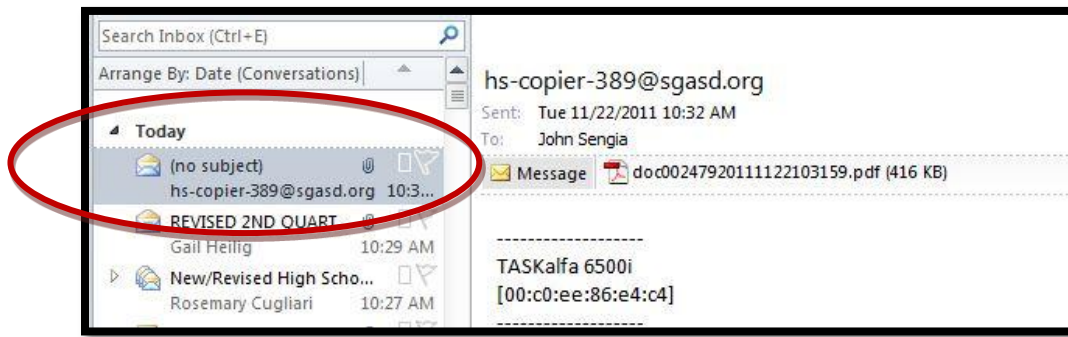 Search Inbox (Ctrl+E)
Arrange By: Date (Conversations)
Today
(no subject)
hs-copier-389@sgasd.org 10:3...
REVISED 2ND QUART
Gail Heilig 10:29 AM
New/Revised High Scho...
Rosemary Cugliari 10:27 AM
hs-copier-389@sgasd.org
Sent: Tue 11/22/2011 10:32 AM
To: John Sengia
Message doc00247920111122103159.pdf (416 KB)
-------------------
TASKalfa 6500i
[00:c0:ee:86:e4:c4]
-------------------